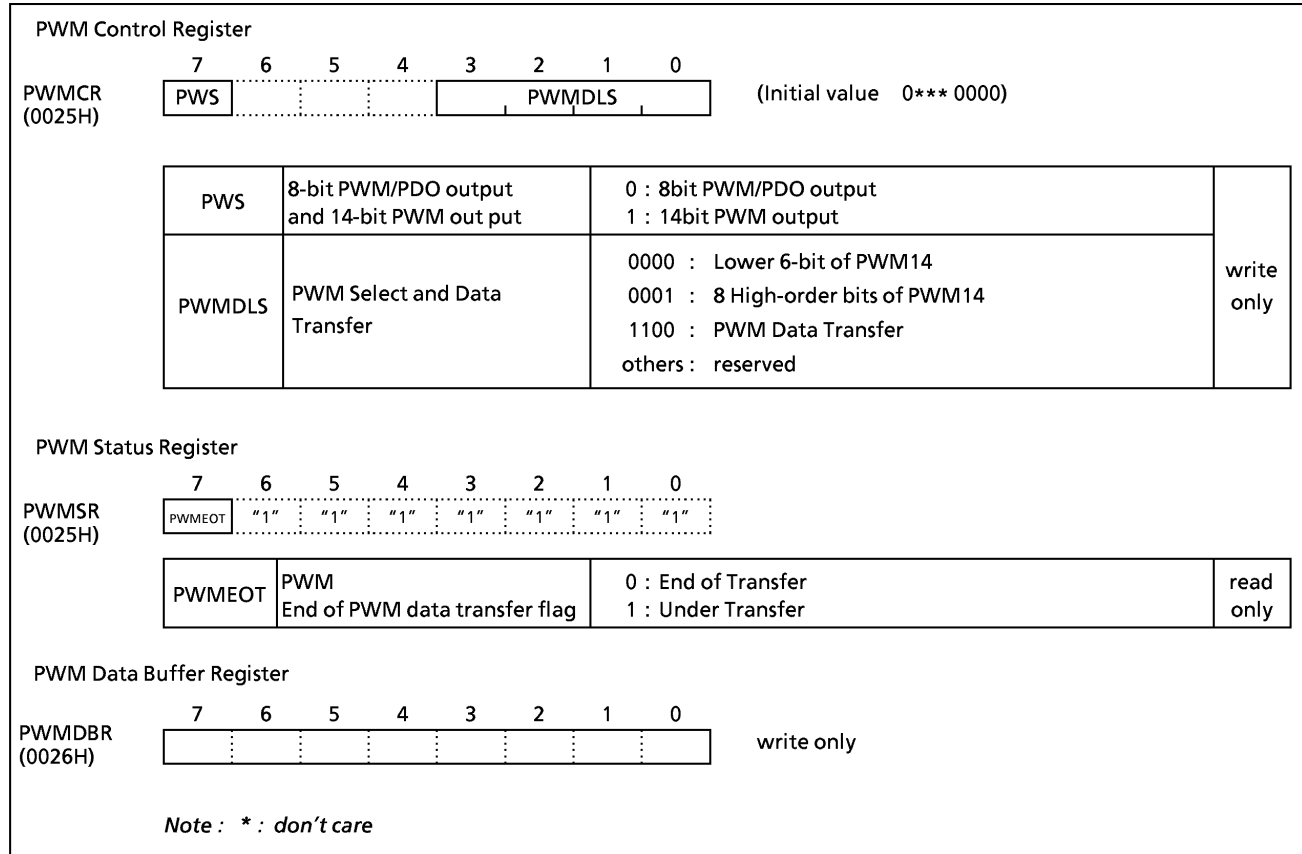 PWM Control Register
7 6 5 4 3 2 1 0
PWMCR (0025H)
PWS PWMDLS
(Initial value 0*** 0000)
PWS
8-bit PWM/PDO output
and 14-bit PWM out put
0 : 8bit PWM/PDO output
1 : 14bit PWM output
PWMDLS
PWM Select and Data
Transfer
0000 : Lower 6-bit of PWM14
0001 : 8 High-order bits of PWM14
1100 : PWM Data Transfer
others : reserved
write
only
PWM Status Register
7 6 5 4 3 2 1 0
PWMSR
(0025H)
PWMEOT "1" "1" "1" "1" "1" "1" "1"
PWMEOT
PWM
End of PWM data transfer flag
0 : End of Transfer
1 : Under Transfer
read
only
PWM Data Buffer Register
7 6 5 4 3 2 1 0
PWMDBR
(0026H)
write only
Note : * : don't care